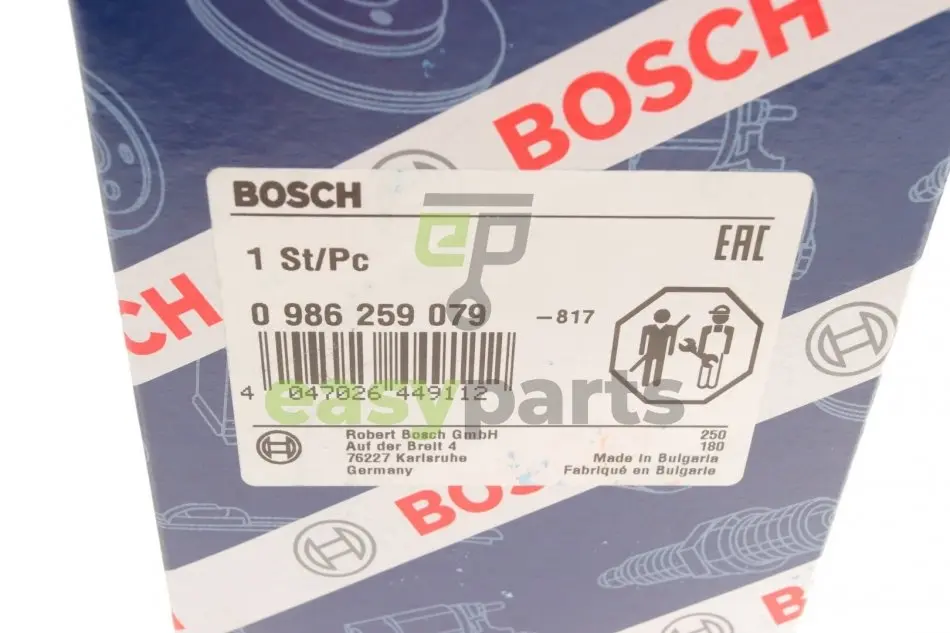 BOSCH
BOSCH
EAC
1 St/Pc
0 986 259 079
-817
4 047026 449112
easyparts
Robert Bosch GmbH
Auf der Breit 4
76227 Karlsruhe
Germany
250
180
Made in Bulgaria
Fabriqué en Bulgarie
SCH
BOSCH
B